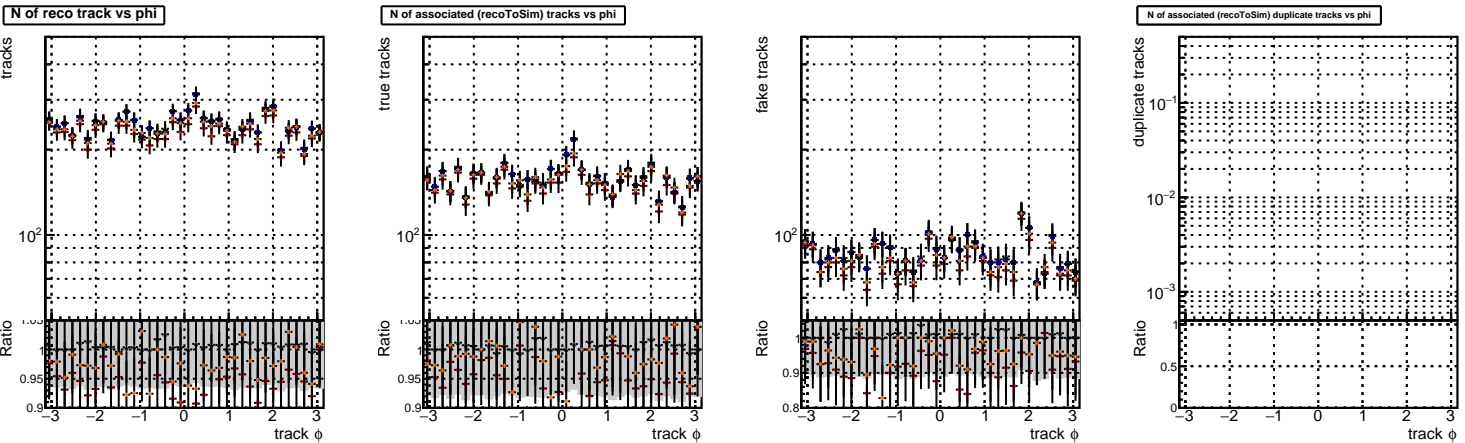 N of reco track vs phi
tracks
10²
Ratio
1.05
1
0.95
0.9
−3 −2 −1 0 1 2 3
track ϕ
N of associated (recoToSim) tracks vs phi
true tracks
10²
Ratio
1.05
1
0.95
0.9
−3 −2 −1 0 1 2 3
track ϕ
fake tracks
10²
Ratio
1
0.9
0.8
−3 −2 −1 0 1 2 3
track ϕ
N of associated (recoToSim) duplicate tracks vs phi
duplicate tracks
10⁻¹
10⁻²
10⁻³
Ratio
1
0.5
0
−3 −2 −1 0 1 2 3
track ϕ